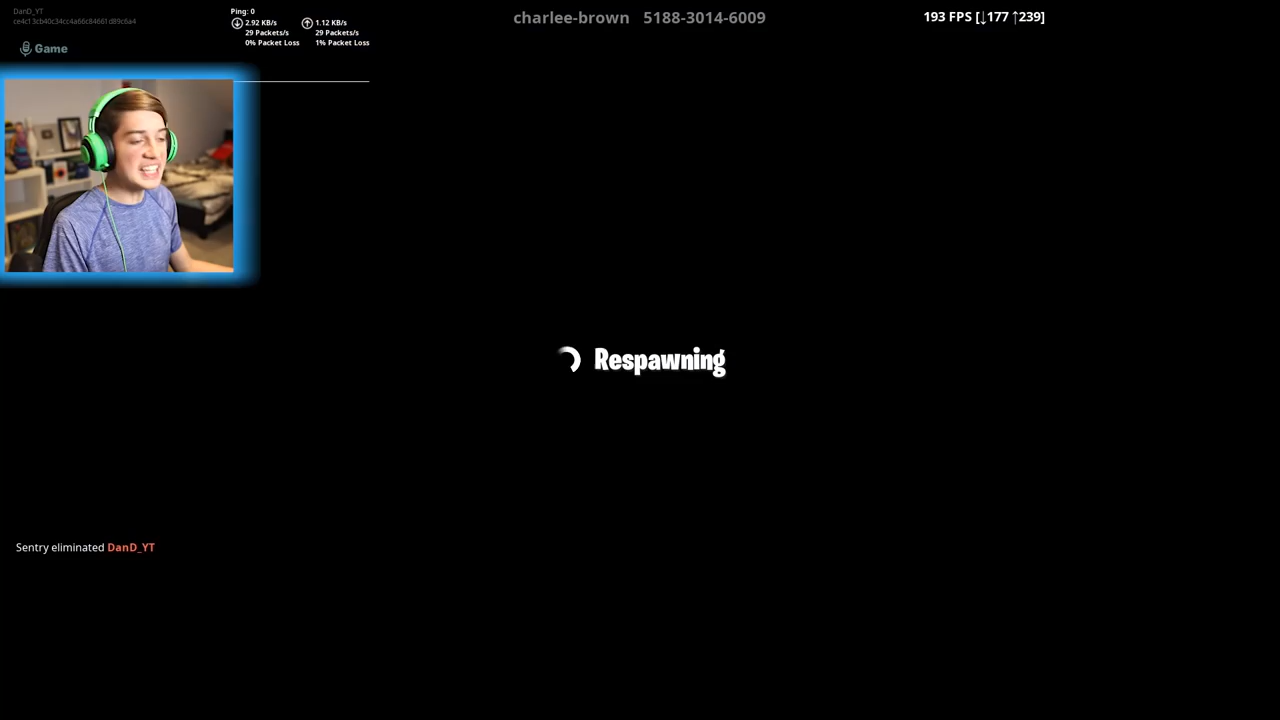 DanD_YT
Ping: 0
2.92 KB/s 1.12 KB/s
29 Packets/s 29 Packets/s
0% Packet Loss 1% Packet Loss
charlee-brown 5188-3014-6009
193 FPS [↓177 ↑239]
Game
Respawning
Sentry eliminated DanD_YT